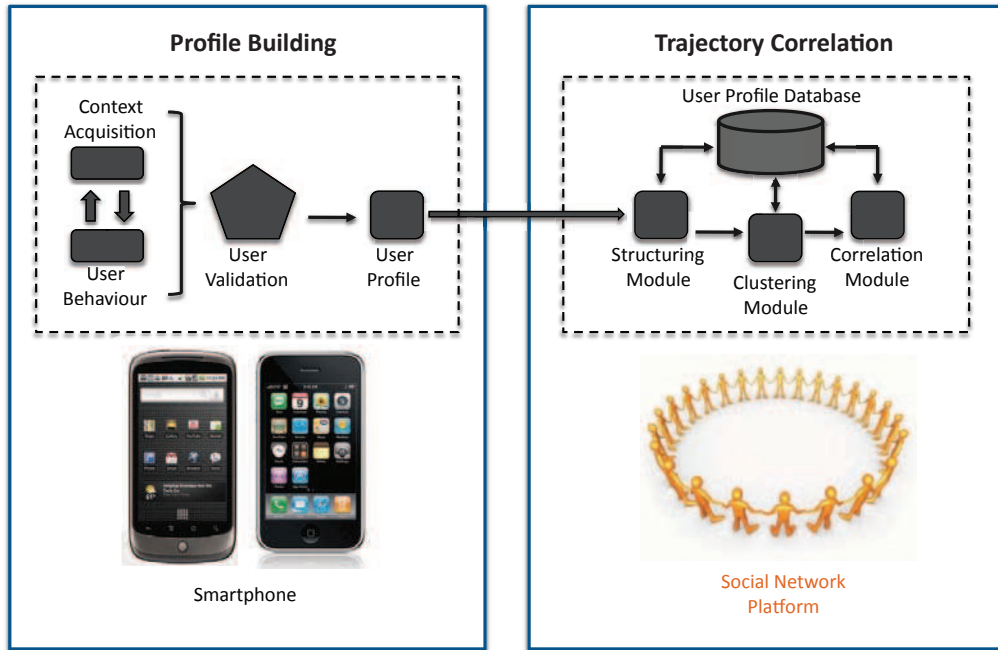 Profile Building
Context
Acquisition
User
Behaviour
User
Validation
User
Profile
Smartphone
Trajectory Correlation
User Profile Database
Structuring
Module
Clustering
Module
Correlation
Module
Social Network
Platform